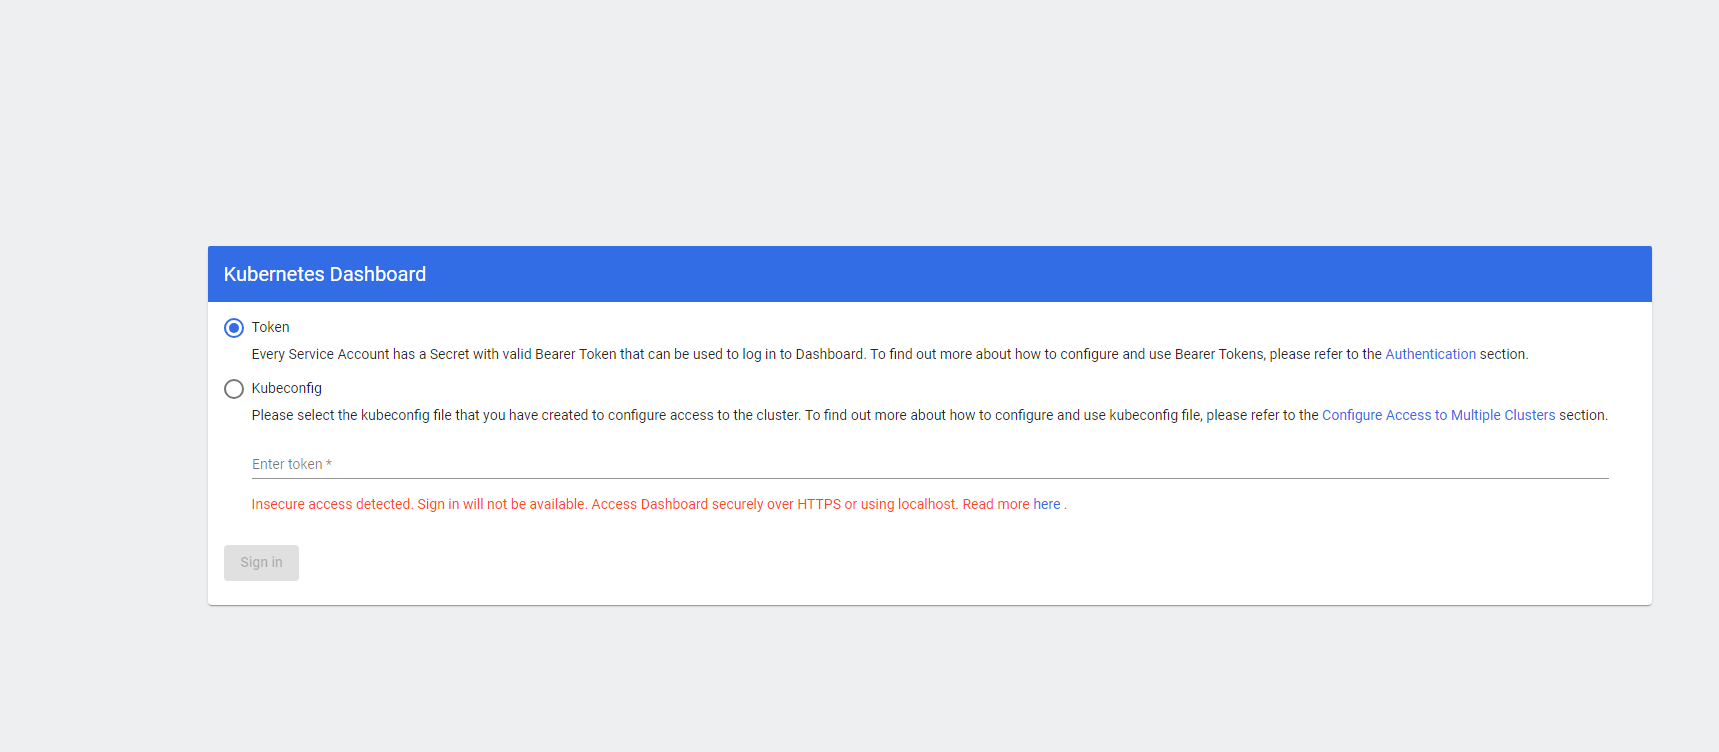 Kubernetes Dashboard
Token
Every Service Account has a Secret with valid Bearer Token that can be used to log in to Dashboard. To find out more about how to configure and use Bearer Tokens, please refer to the Authentication section.
Kubeconfig
Please select the kubeconfig file that you have created to configure access to the cluster. To find out more about how to configure and use kubeconfig file, please refer to the Configure Access to Multiple Clusters section.
Enter token *
Insecure access detected. Sign in will not be available. Access Dashboard securely over HTTPS or using localhost. Read more here .
Sign in